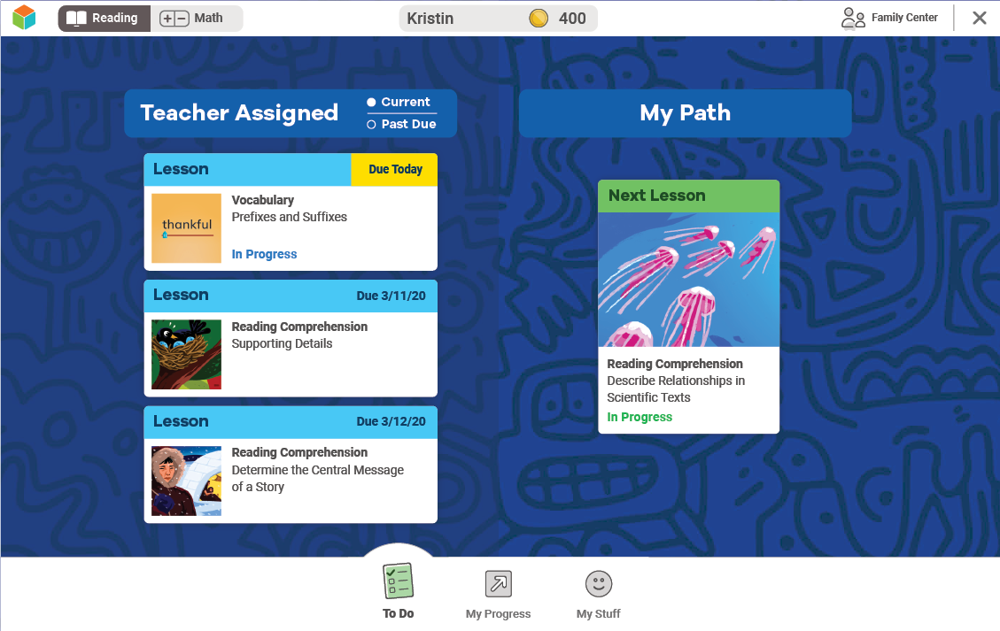 Reading
Math
Kristin
400
Family Center
Teacher Assigned
Current
Past Due
Lesson
Due Today
thankful
Vocabulary
Prefixes and Suffixes
In Progress
Lesson
Due 3/11/20
Reading Comprehension
Supporting Details
Lesson
Due 3/12/20
Reading Comprehension
Determine the Central Message
of a Story
My Path
Next Lesson
Reading Comprehension
Describe Relationships in
Scientific Texts
In Progress
To Do
My Progress
My Stuff